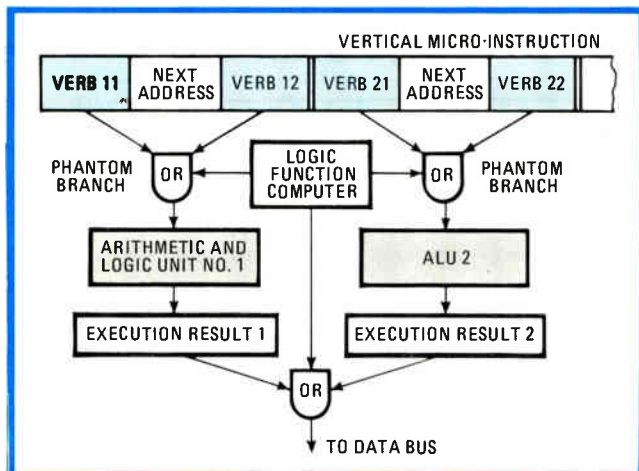 VERTICAL MICRO-INSTRUCTION
VERB 11
NEXT
ADDRESS
VERB 12
VERB 21
NEXT
ADDRESS
VERB 22
PHANTOM
BRANCH
OR
LOGIC
FUNCTION
COMPUTER
OR
PHANTOM
BRANCH
ARITHMETIC AND
LOGIC UNIT NO. 1
ALU 2
EXECUTION RESULT 1
EXECUTION RESULT 2
OR
TO DATA BUS